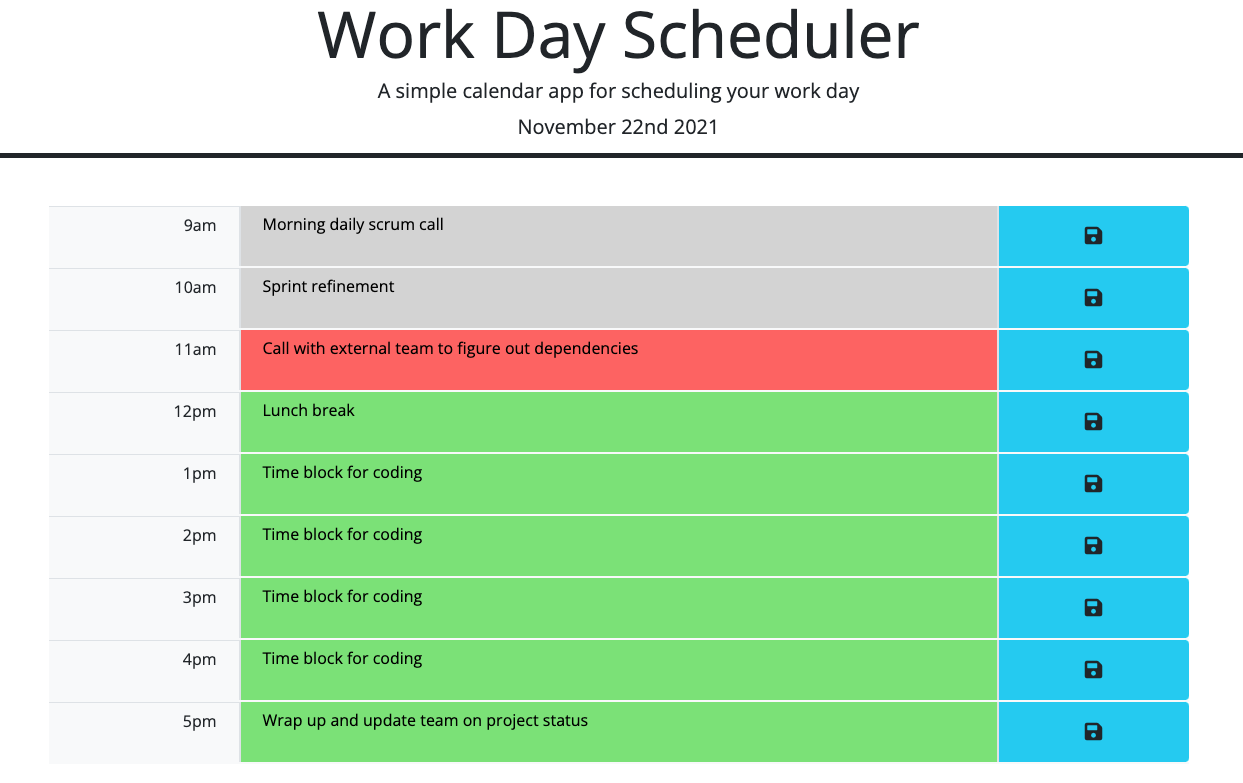 Work Day Scheduler
A simple calendar app for scheduling your work day
November 22nd 2021
9am Morning daily scrum call
10am Sprint refinement
11am Call with external team to figure out dependencies
12pm Lunch break
1pm Time block for coding
2pm Time block for coding
3pm Time block for coding
4pm Time block for coding
5pm Wrap up and update team on project status